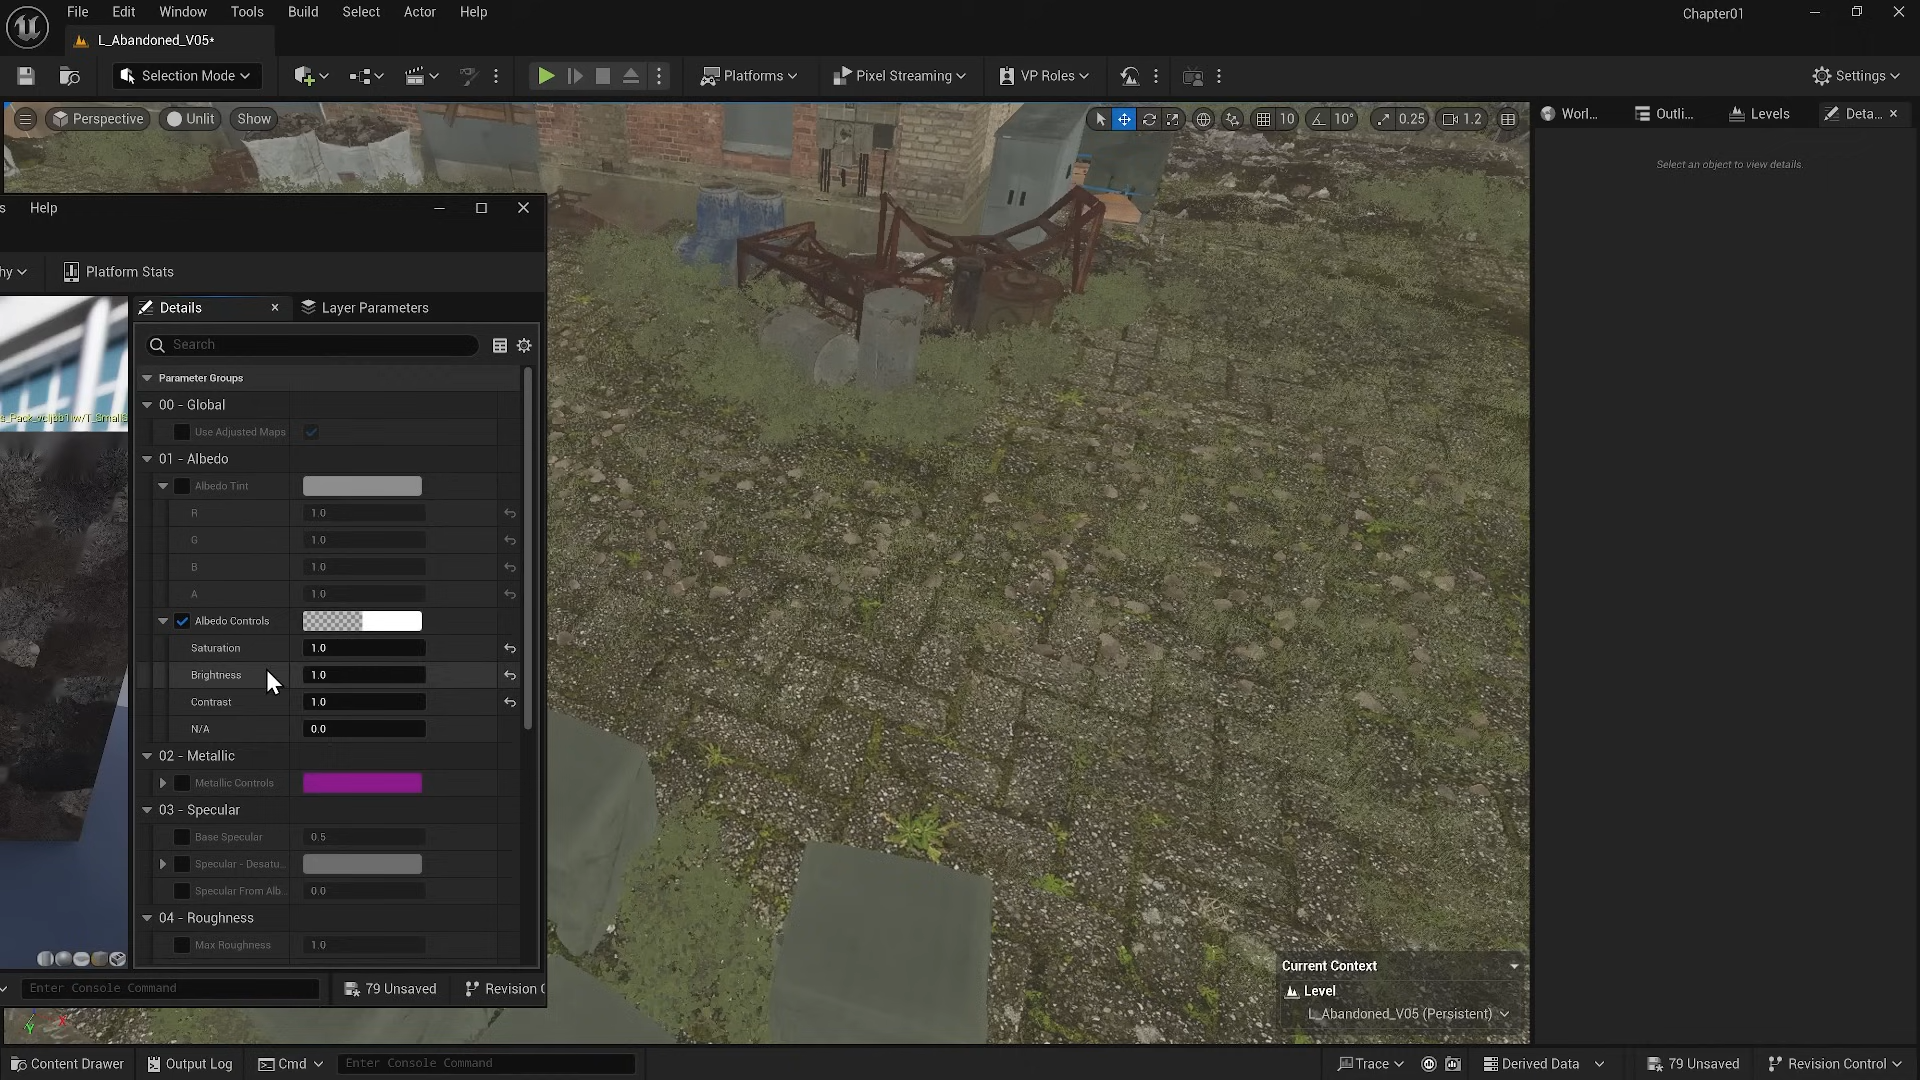 File Edit Window Tools Build Select Actor Help
Chapter01
L_Abandoned_V05*
Selection Mode
Platforms
Pixel Streaming
VP Roles
Settings
Perspective
Unlit
Show
10
10°
0.25
1.2
Worl...
Outli...
Levels
Deta...
Select an object to view details.
s Help
hy
Platform Stats
Details
Layer Parameters
Search
Parameter Groups
00 - Global
Use Adjusted Maps
01 - Albedo
Albedo Tint
R 1.0
G 1.0
B 1.0
A 1.0
Albedo Controls
Saturation 1.0
Brightness 1.0
Contrast 1.0
N/A 0.0
02 - Metallic
Metallic Controls
03 - Specular
Base Specular 0.5
Specular - Desatu...
Specular From Alb... 0.0
04 - Roughness
Max Roughness 1.0
Enter Console Command
79 Unsaved
Revision C
Current Context
Level
L_Abandoned_V05 (Persistent)
Content Drawer
Output Log
Cmd
Enter Console Command
Trace
Derived Data
79 Unsaved
Revision Control